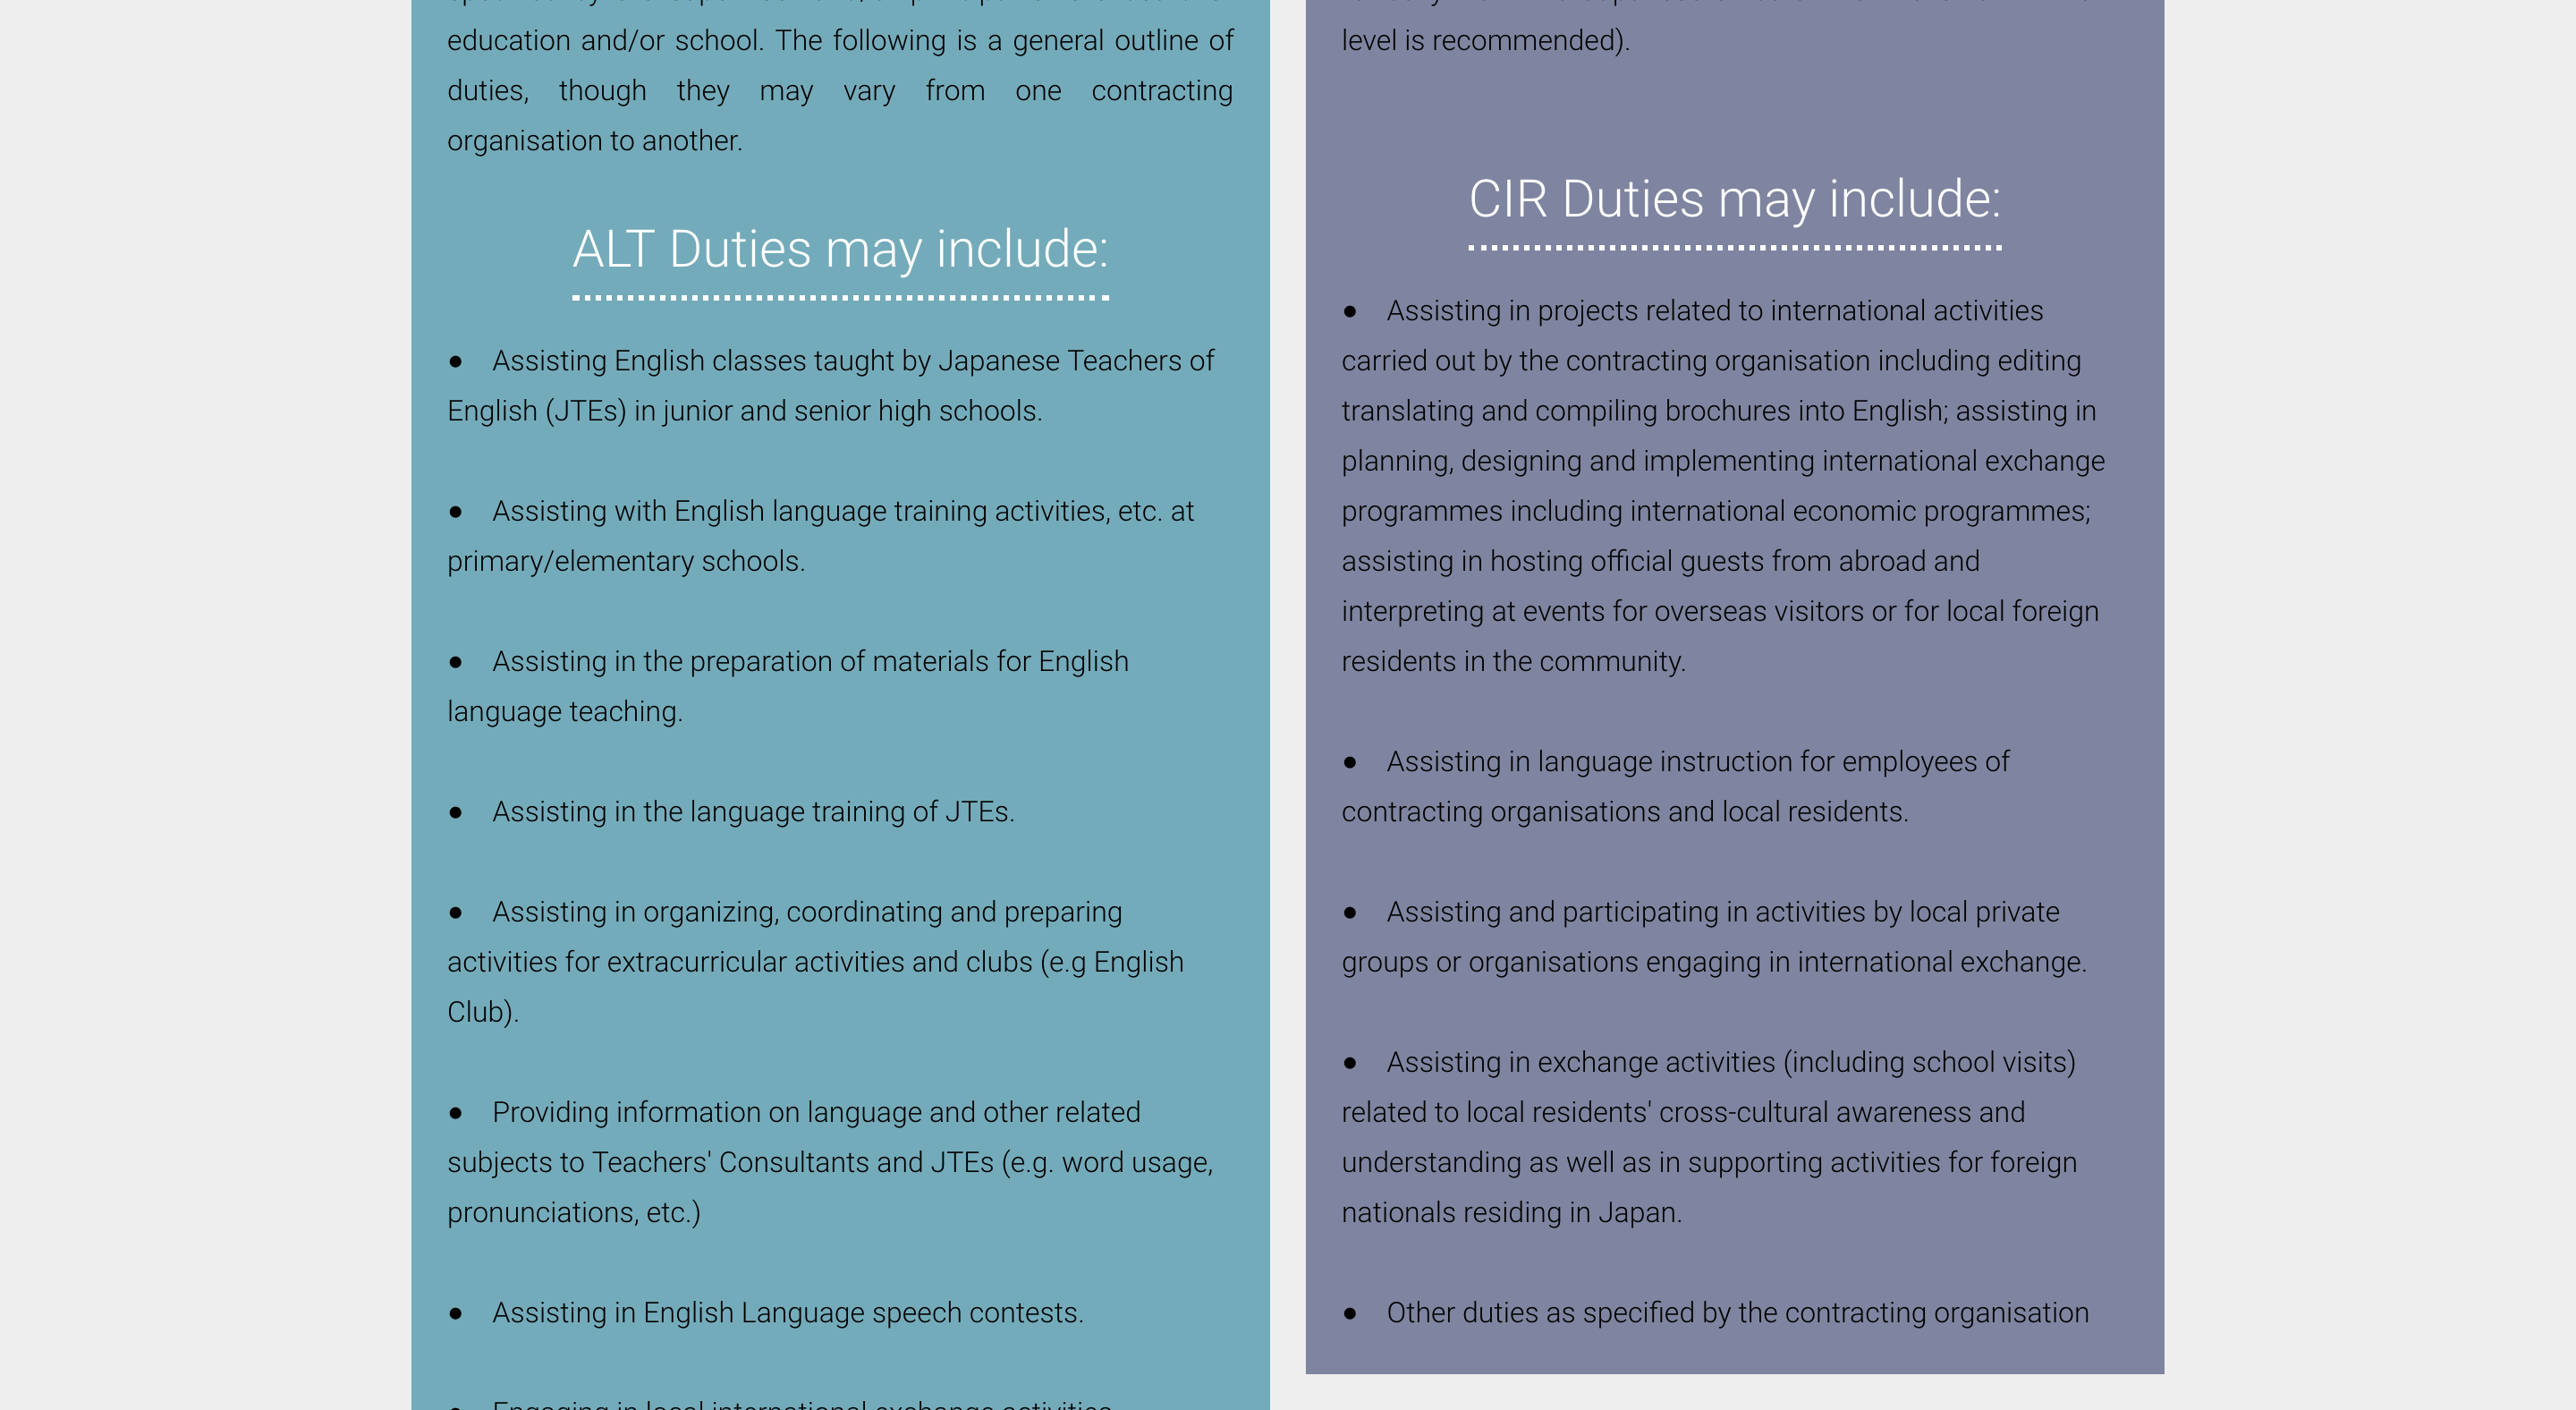 education and/or school. The following is a general outline of
duties, though they may vary from one contracting
organisation to another.
ALT Duties may include:
● Assisting English classes taught by Japanese Teachers of
English (JTEs) in junior and senior high schools.
● Assisting with English language training activities, etc. at
primary/elementary schools.
● Assisting in the preparation of materials for English
language teaching.
● Assisting in the language training of JTEs.
● Assisting in organizing, coordinating and preparing
activities for extracurricular activities and clubs (e.g English
Club).
● Providing information on language and other related
subjects to Teachers' Consultants and JTEs (e.g. word usage,
pronunciations, etc.)
● Assisting in English Language speech contests.
● Engaging in local international exchange activities
level is recommended).
CIR Duties may include:
● Assisting in projects related to international activities
carried out by the contracting organisation including editing
translating and compiling brochures into English; assisting in
planning, designing and implementing international exchange
programmes including international economic programmes;
assisting in hosting official guests from abroad and
interpreting at events for overseas visitors or for local foreign
residents in the community.
● Assisting in language instruction for employees of
contracting organisations and local residents.
● Assisting and participating in activities by local private
groups or organisations engaging in international exchange.
● Assisting in exchange activities (including school visits)
related to local residents' cross-cultural awareness and
understanding as well as in supporting activities for foreign
nationals residing in Japan.
● Other duties as specified by the contracting organisation